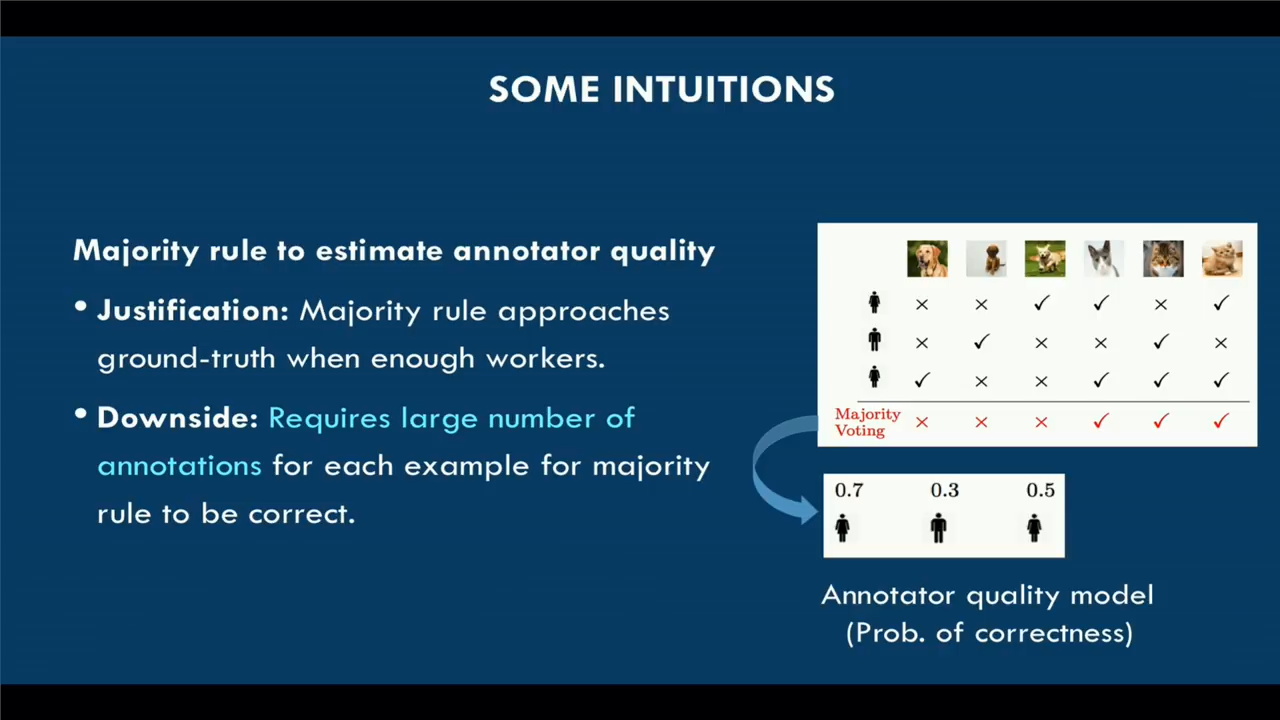 SOME INTUITIONS
Majority rule to estimate annotator quality
• Justification: Majority rule approaches
ground-truth when enough workers.
• Downside: Requires large number of
annotations for each example for majority
rule to be correct.
× × ✓ ✓ × ✓
× ✓ × × ✓ ×
✓ × × ✓ ✓ ✓
Majority
Voting × × × ✓ ✓ ✓
0.7 0.3 0.5
Annotator quality model
(Prob. of correctness)